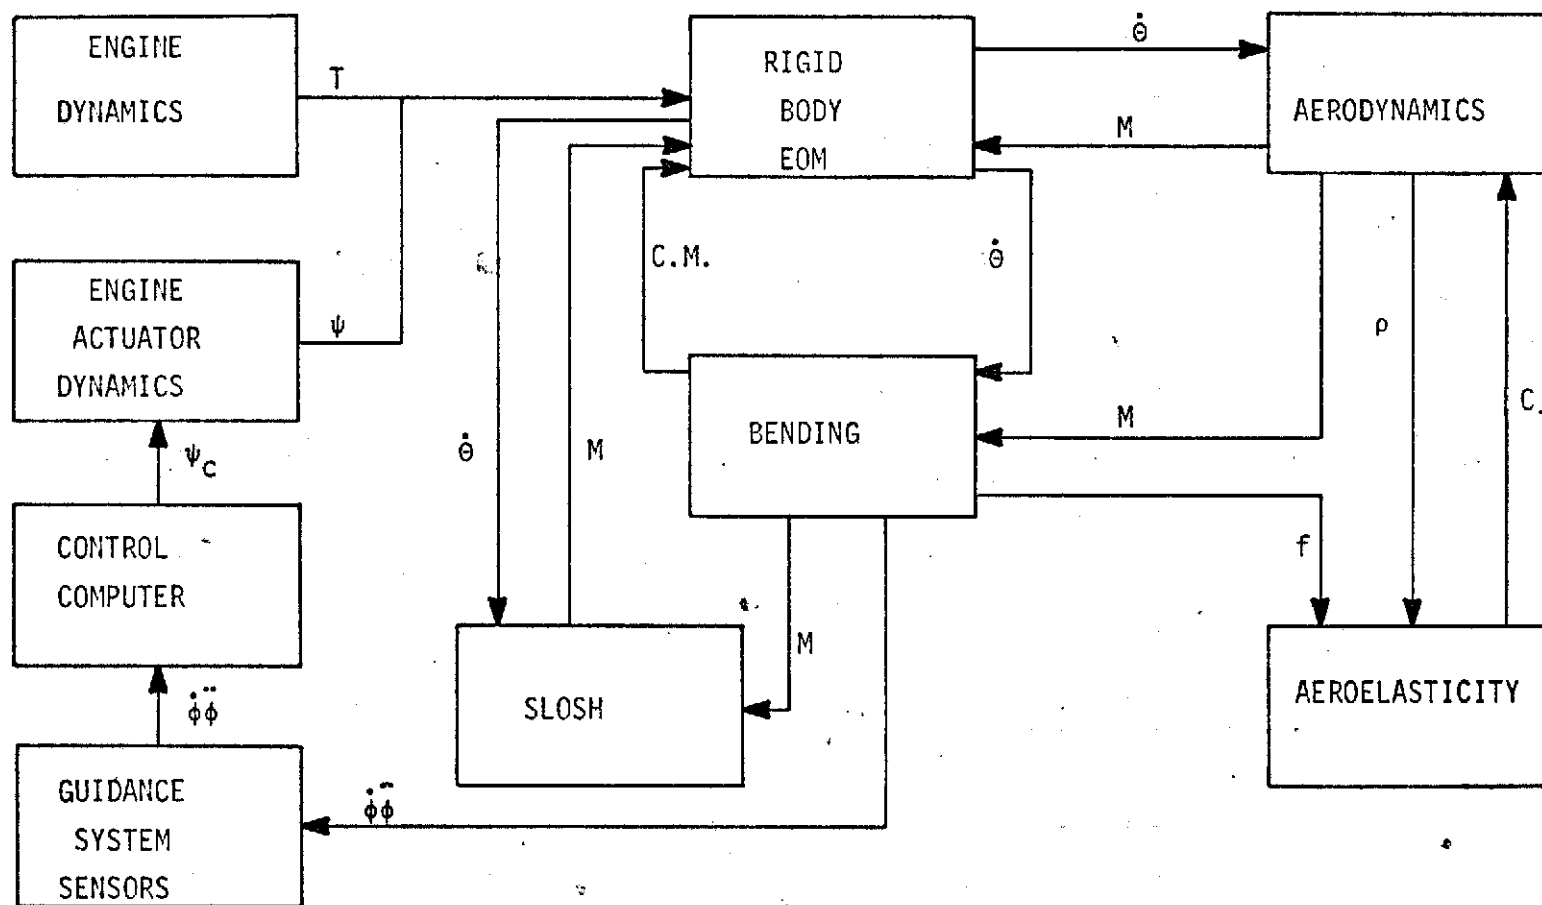 ENGINE
DYNAMICS
T
RIGID
BODY
EOM
Θ̇
AERODYNAMICS
M
C.M.
Θ̇
ENGINE
ACTUATOR
DYNAMICS
ψ
ρ
BENDING
M
C.
Θ̇
M
ψc
f
CONTROL
COMPUTER
M
SLOSH
AEROELASTICITY
φ̇φ̈
GUIDANCE
SYSTEM
SENSORS
φ̇φ̈